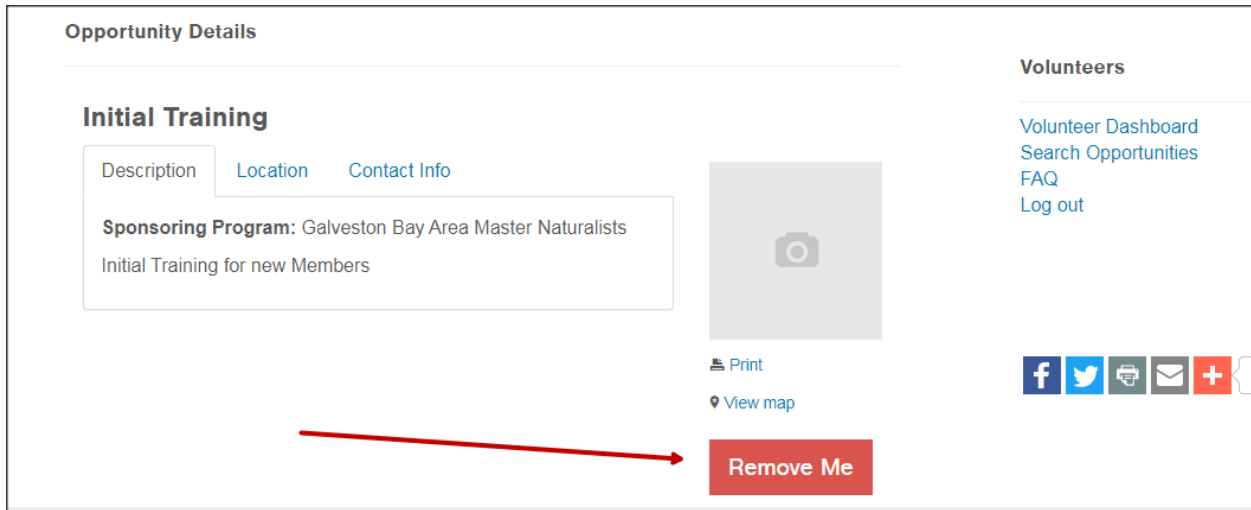 Opportunity Details
Initial Training
Description Location Contact Info
Sponsoring Program: Galveston Bay Area Master Naturalists
Initial Training for new Members
Print
View map
Remove Me
Volunteers
Volunteer Dashboard
Search Opportunities
FAQ
Log out